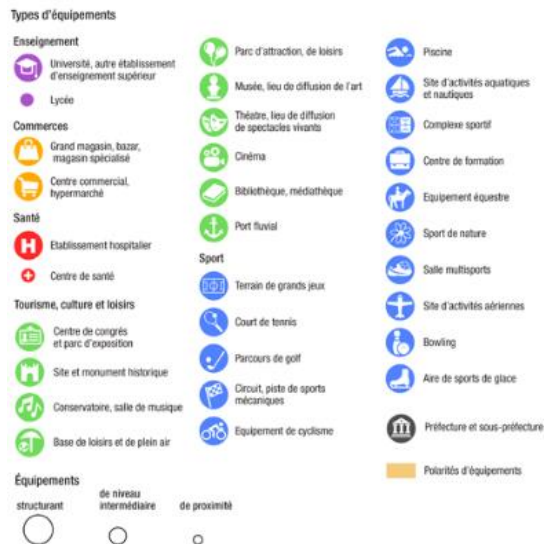 Types d'équipements
Enseignement
Université, autre établissement
d'enseignement supérieur
Lycée
Commerces
Grand magasin, bazar,
magasin spécialisé
Centre commercial,
hypermarché
Santé
Etablissement hospitalier
Centre de santé
Tourisme, culture et loisirs
Centre de congrés
et parc d'exposition
Site et monument historique
Conservatoire, salle de musique
Base de loisirs et de plein air
Parc d'attraction, de loisirs
Musée, lieu de diffusion de l'art
Théatre, lieu de diffusion
de spectacles vivants
Cinéma
Bibliothèque, médiathèque
Port fluvial
Sport
Terrain de grands jeux
Court de tennis
Parcours de golf
Circuit, piste de sports
mécaniques
Equipement de cyclisme
Piscine
Site d'activités aquatiques
et nautiques
Complexe sportif
Centre de formation
Equipement équestre
Sport de nature
Salle multisports
Site d'activités aériennes
Bowling
Aire de sports de glace
Préfecture et sous-préfecture
Polarités d'équipements
Équipements
structurant
de niveau
intermédiaire
de proximité